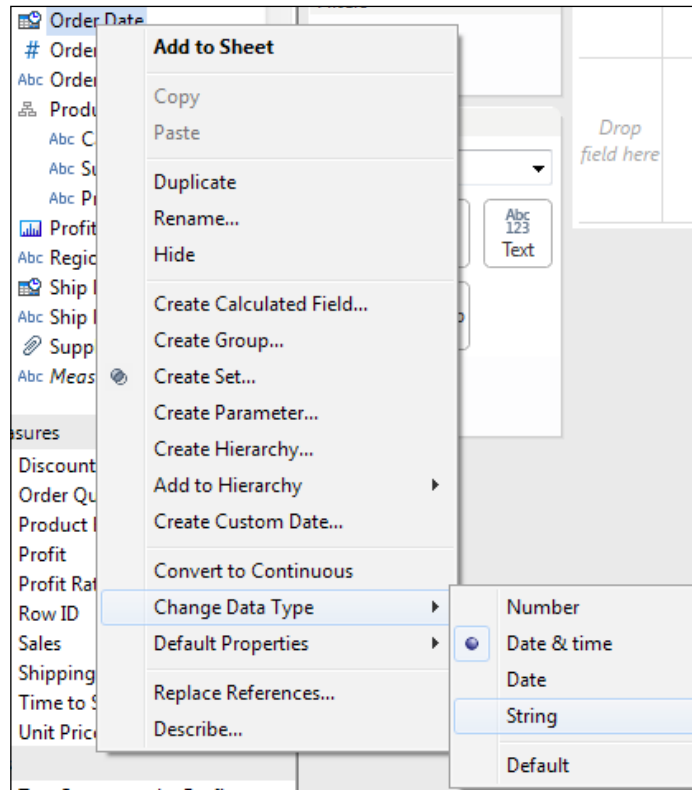 Order Date
# Order
Abc Order
Produ
Abc C
Abc Su
Abc Pr
Profit
Abc Regio
Ship
Abc Ship
Supp
Abc Meas
asures
Discount
Order Qu
Product
Profit
Profit Rat
Row ID
Sales
Shipping
Time to S
Unit Price
Add to Sheet
Copy
Paste
Duplicate
Rename...
Hide
Create Calculated Field...
Create Group...
Create Set...
Create Parameter...
Create Hierarchy...
Add to Hierarchy
Create Custom Date...
Convert to Continuous
Change Data Type
Default Properties
Replace References...
Describe...
Number
Date & time
Date
String
Default
Abc
123
Text
Drop
field here